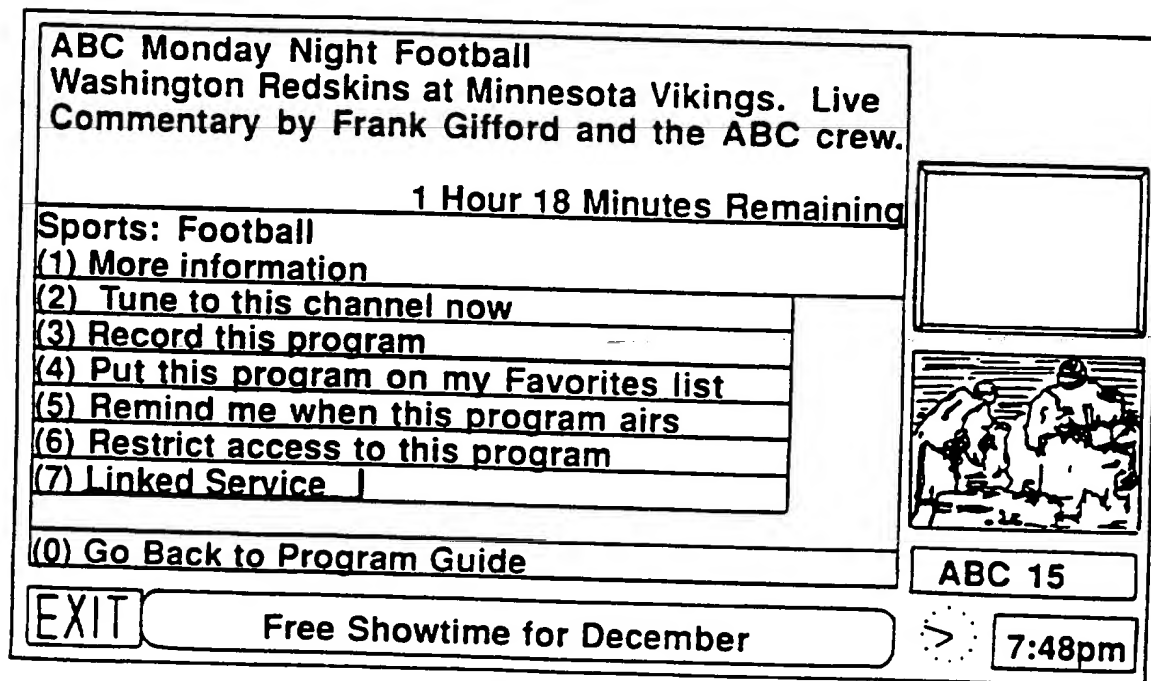 ABC Monday Night Football
Washington Redskins at Minnesota Vikings. Live
Commentary by Frank Gifford and the ABC crew.
1 Hour 18 Minutes Remaining
Sports: Football
(1) More information
(2) Tune to this channel now
(3) Record this program
(4) Put this program on my Favorites list
(5) Remind me when this program airs
(6) Restrict access to this program
(7) Linked Service
(0) Go Back to Program Guide
ABC 15
EXIT
Free Showtime for December
7:48pm